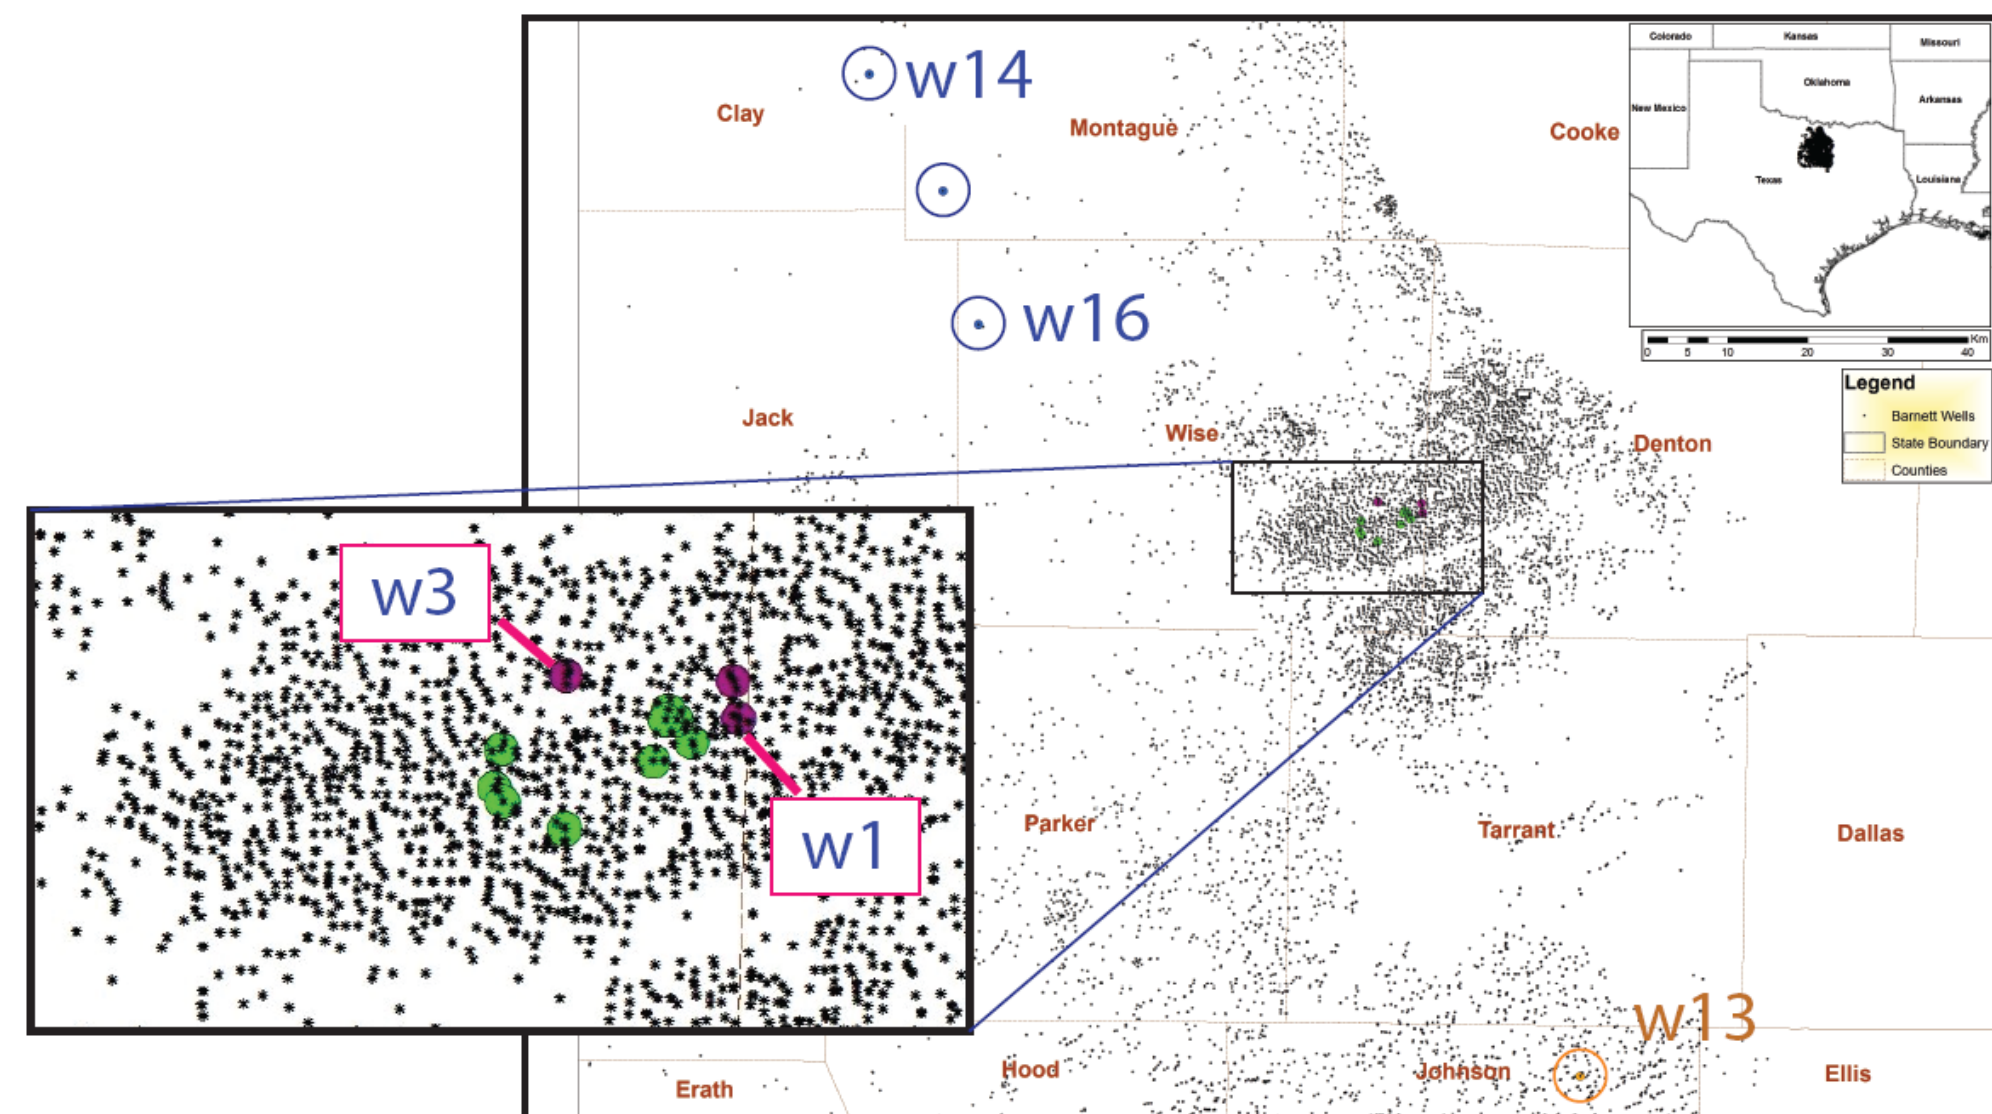 w14
Clay
Montague
Cooke
Colorado
Kansas
Missouri
Oklahoma
New Mexico
Arkansas
Texas
Louisiana
Km
0 5 10 20 30 40
w16
Legend
Barnett Wells
State Boundary
Counties
Jack
Wise
Denton
w3
w1
Parker
Tarrant
Dallas
w13
Erath
Hood
Johnson
Ellis